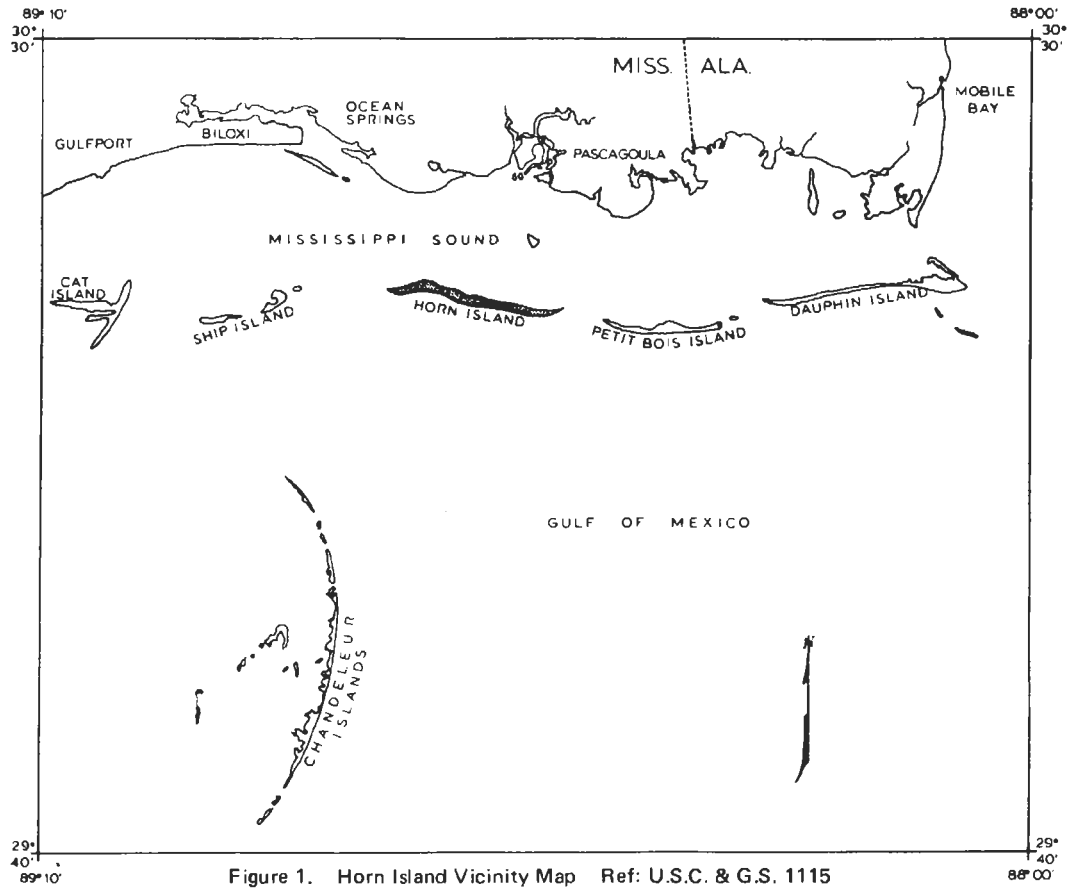 89° 10'
88° 00'
30°
30'
30°
30'
MISS. ALA.
MOBILE
BAY
OCEAN
SPRINGS
BILOXI
GULFPORT
PASCAGOULA
MISSISSIPPI SOUND
CAT
ISLAND
SHIP ISLAND
HORN ISLAND
PETIT BOIS ISLAND
DAUPHIN ISLAND
GULF OF MEXICO
CHANDELEUR
ISLANDS
29°
40'
29°
40'
89° 10'
88° 00'
Figure 1. Horn Island Vicinity Map Ref: U.S.C. & G.S. 1115